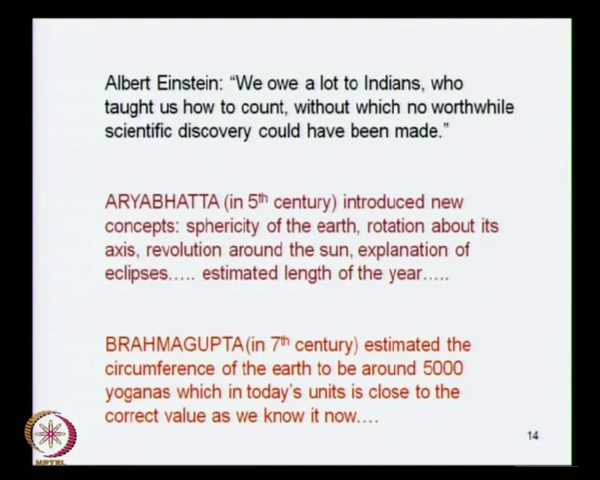 Albert Einstein: “We owe a lot to Indians, who
taught us how to count, without which no worthwhile
scientific discovery could have been made.”
ARYABHATTA (in 5th century) introduced new
concepts: sphericity of the earth, rotation about its
axis, revolution around the sun, explanation of
eclipses….. estimated length of the year…..
BRAHMAGUPTA(in 7th century) estimated the
circumference of the earth to be around 5000
yoganas which in today’s units is close to the
correct value as we know it now….
14
NPTEL